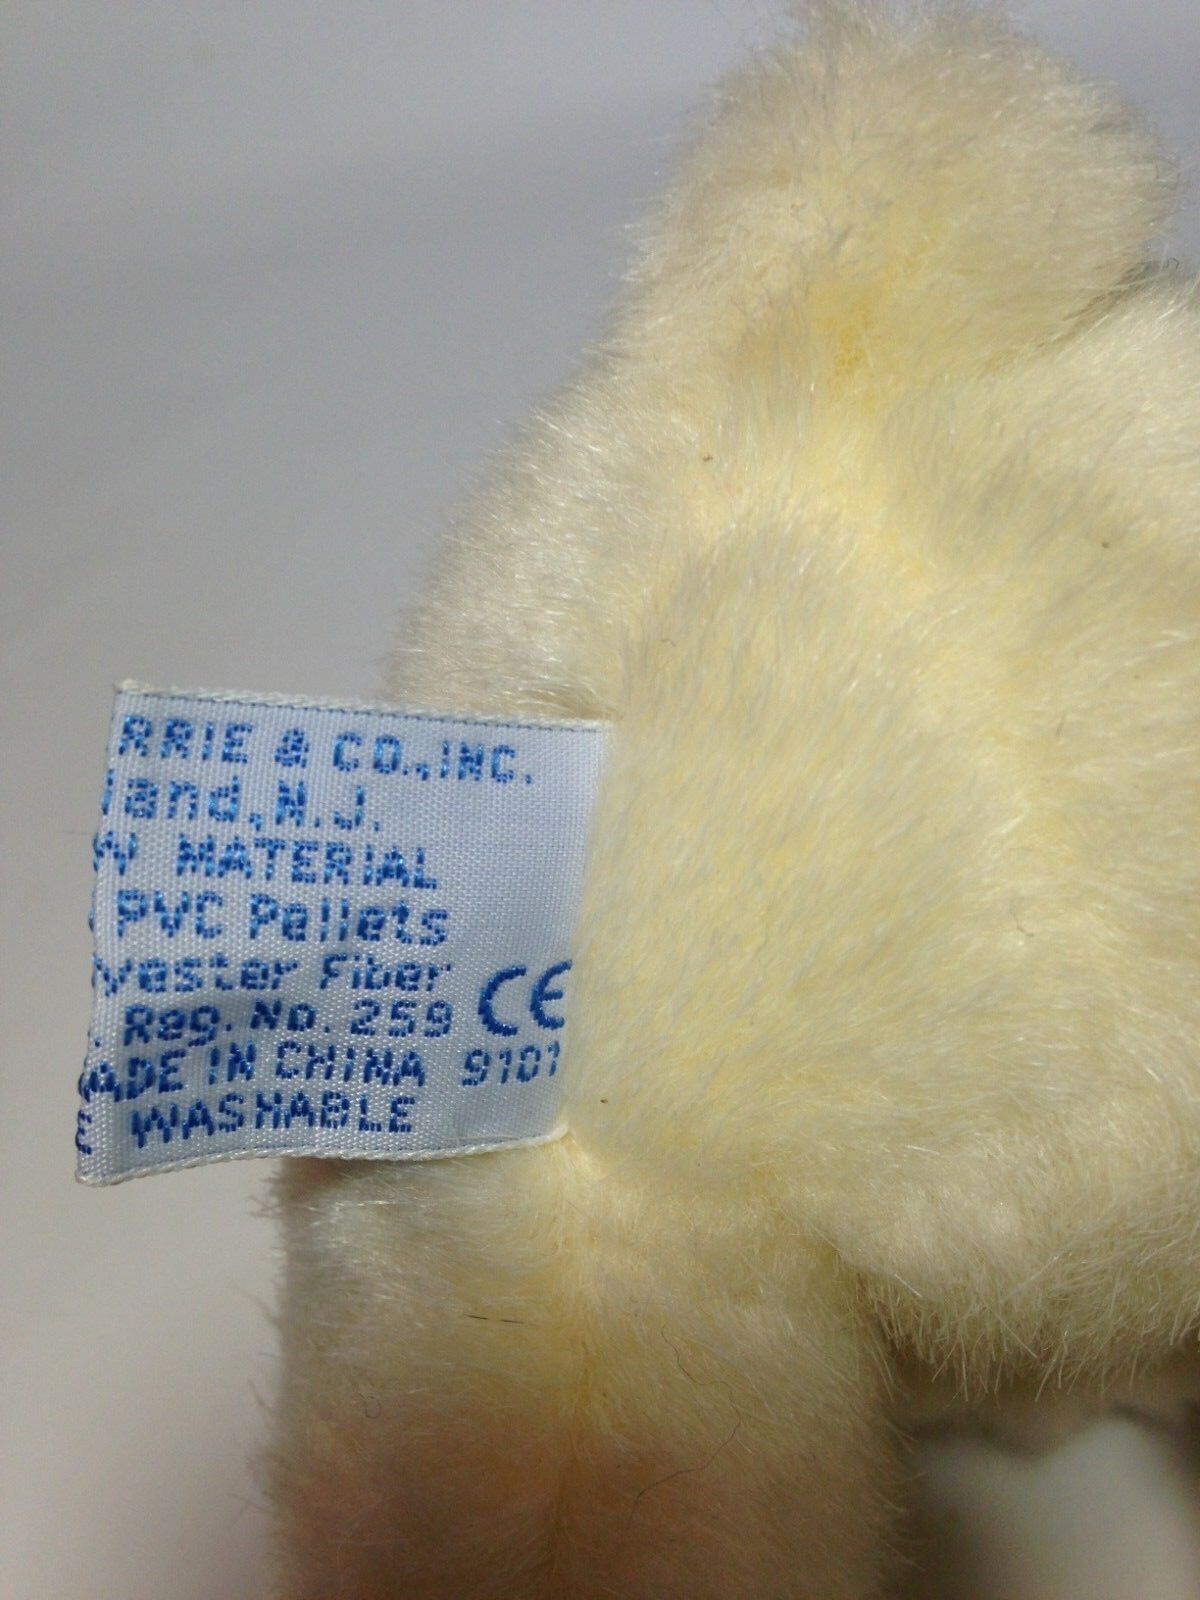 RRIE & CO., INC.
land, N.J.
W MATERIAL
PVC Pellets
yester Fiber
. Reg. No. 259 CE
ADE IN CHINA 9101
E WASHABLE